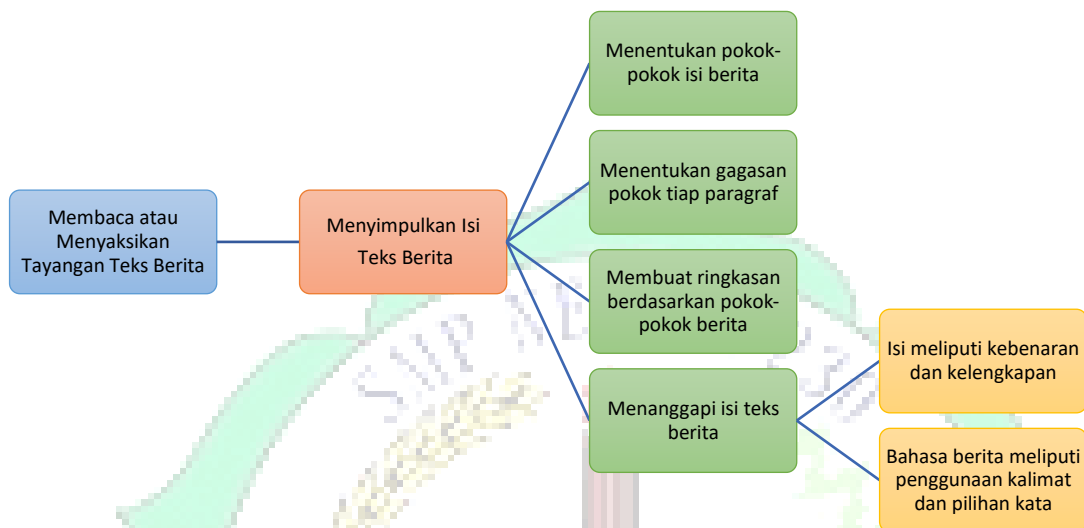 Membaca atau
Menyaksikan
Tayangan Teks Berita
Menyimpulkan Isi
Teks Berita
Menentukan pokok-
pokok isi berita
Menentukan gagasan
pokok tiap paragraf
Membuat ringkasan
berdasarkan pokok-
pokok berita
Menanggapi isi teks
berita
Isi meliputi kebenaran
dan kelengkapan
Bahasa berita meliputi
penggunaan kalimat
dan pilihan kata